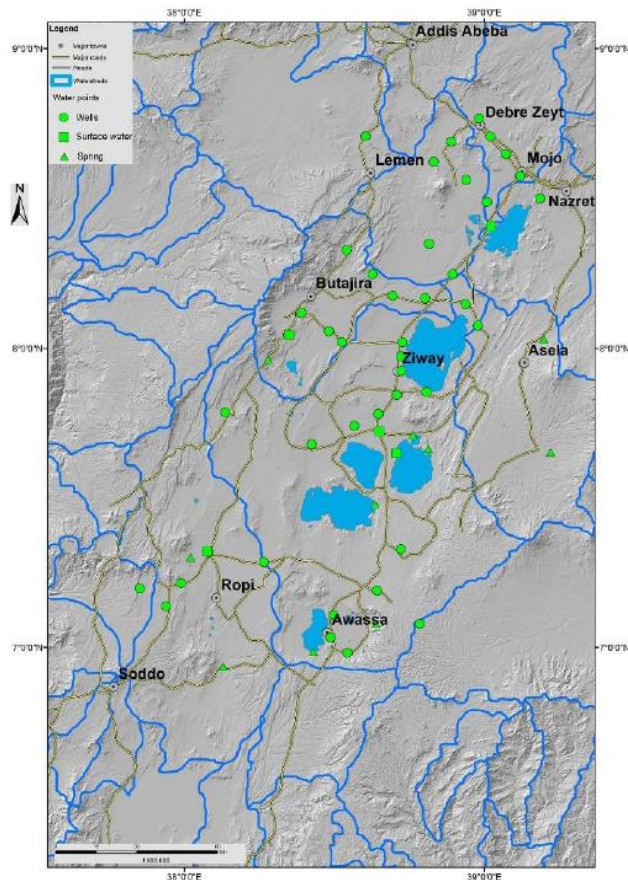 38°0'0"E
39°0'0"E
Legend
Major towns
Major roads
Watersheds
Water points
Wells
Surface water
Spring
N
9°0'0"N
9°0'0"N
Addis Abeba
Debre Zeyt
Lemen
Mojo
Nazret
Butajira
8°0'0"N
8°0'0"N
Ziway
Asela
Ropi
7°0'0"N
7°0'0"N
Awassa
Soddo
38°0'0"E
39°0'0"E